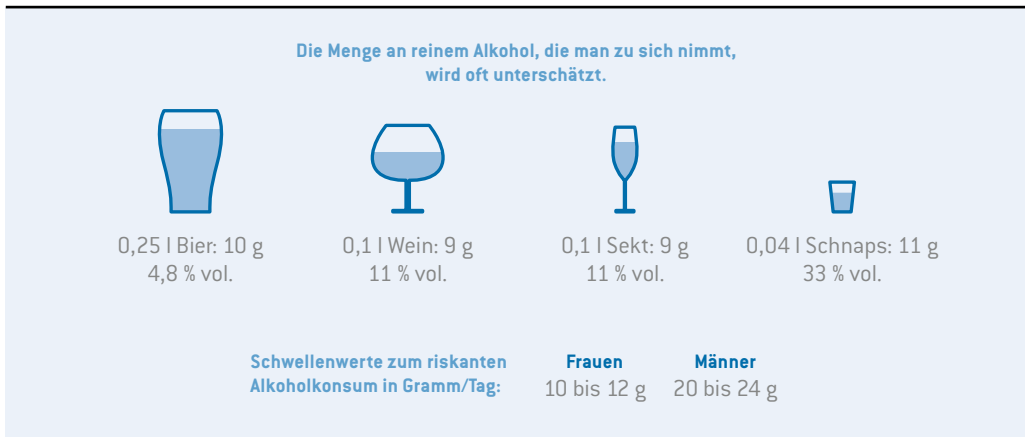 Die Menge an reinem Alkohol, die man zu sich nimmt,
wird oft unterschätzt.
0,25 l Bier: 10 g
4,8 % vol.
0,1 l Wein: 9 g
11 % vol.
0,1 l Sekt: 9 g
11 % vol.
0,04 l Schnaps: 11 g
33 % vol.
Schwellenwerte zum riskanten
Alkoholkonsum in Gramm/Tag:
Frauen
10 bis 12 g
Männer
20 bis 24 g